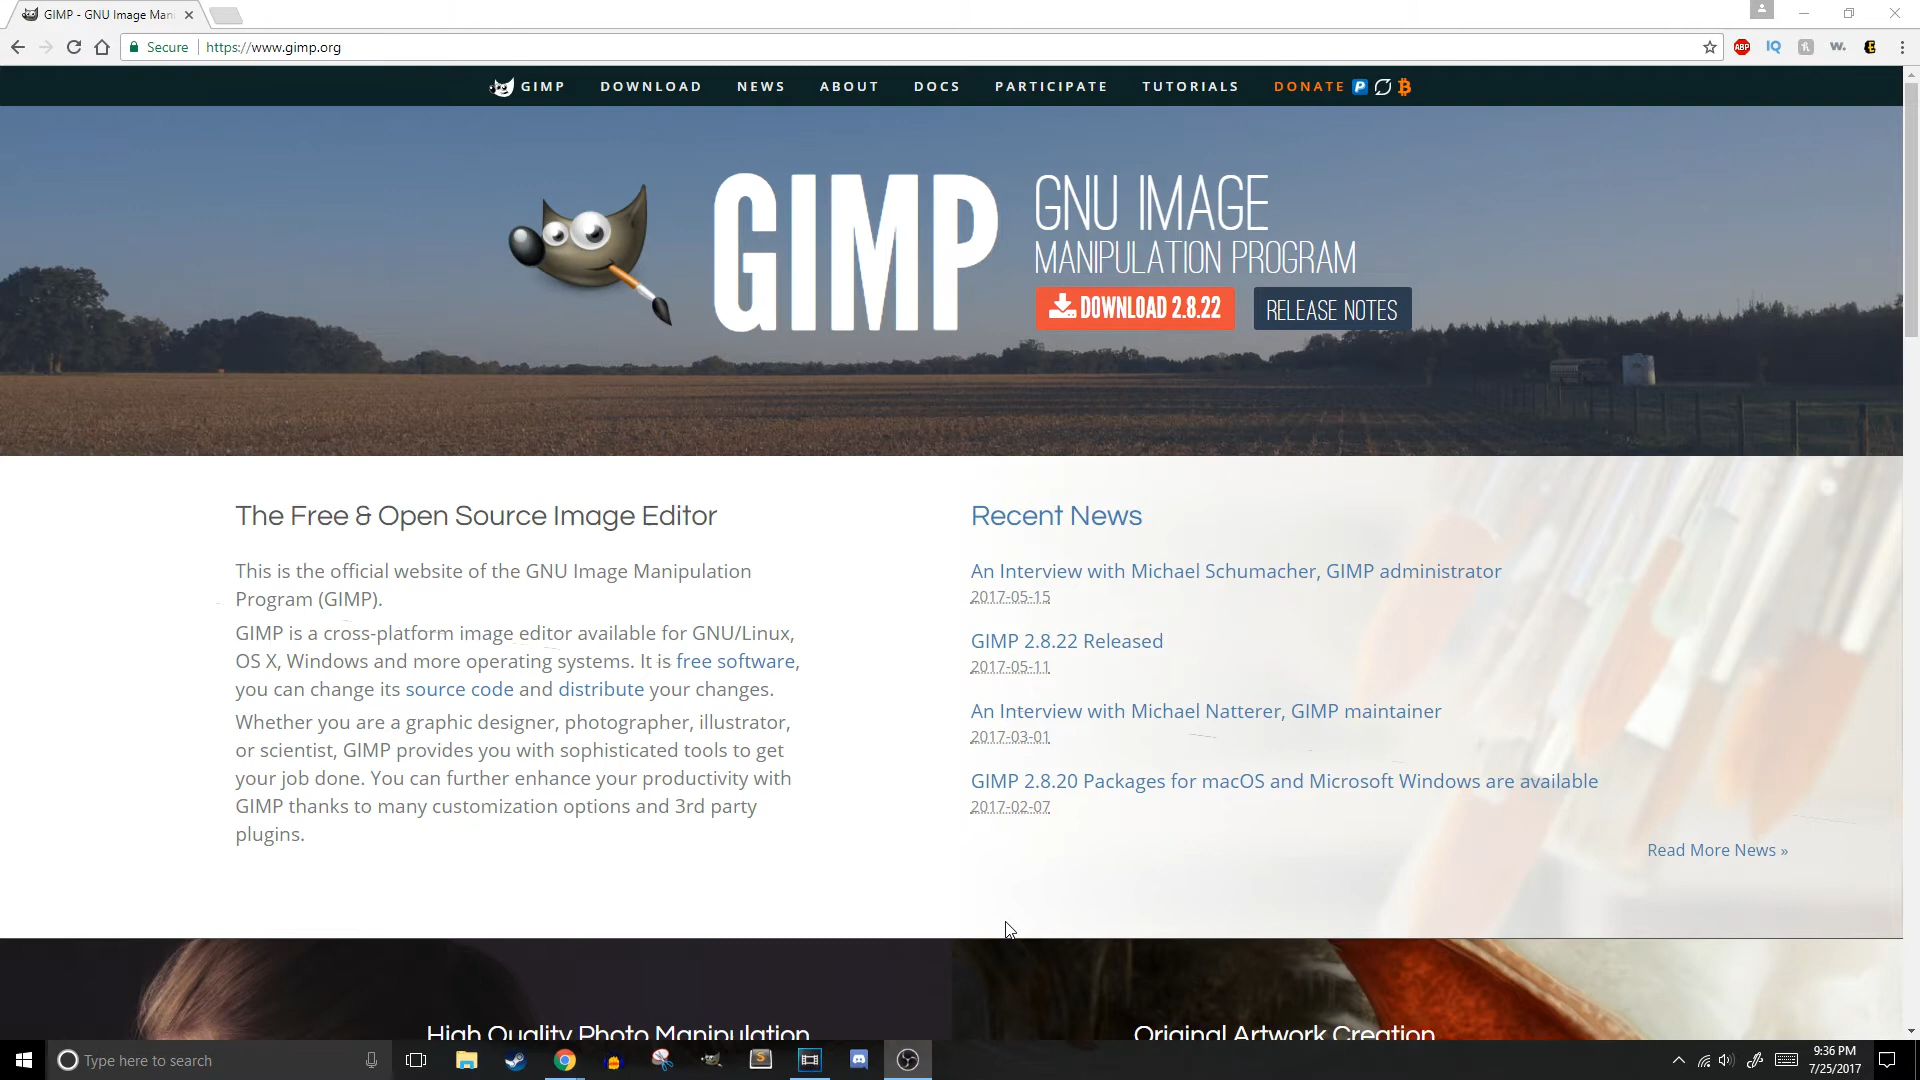 GIMP - GNU Image Man
Secure
https://www.gimp.org
ABP
IQ
w.
GIMP
DOWNLOAD
NEWS
ABOUT
DOCS
PARTICIPATE
TUTORIALS
DONATE
GIMP
GNU IMAGE
MANIPULATION PROGRAM
DOWNLOAD 2.8.22
RELEASE NOTES
The Free & Open Source Image Editor
This is the official website of the GNU Image Manipulation
Program (GIMP).
GIMP is a cross-platform image editor available for GNU/Linux,
OS X, Windows and more operating systems. It is free software,
you can change its source code and distribute your changes.
Whether you are a graphic designer, photographer, illustrator,
or scientist, GIMP provides you with sophisticated tools to get
your job done. You can further enhance your productivity with
GIMP thanks to many customization options and 3rd party
plugins.
Recent News
An Interview with Michael Schumacher, GIMP administrator
2017-05-15
GIMP 2.8.22 Released
2017-05-11
An Interview with Michael Natterer, GIMP maintainer
2017-03-01
GIMP 2.8.20 Packages for macOS and Microsoft Windows are available
2017-02-07
Read More News »
High Quality Photo Manipulation
Original Artwork Creation
Type here to search
9:36 PM
7/25/2017